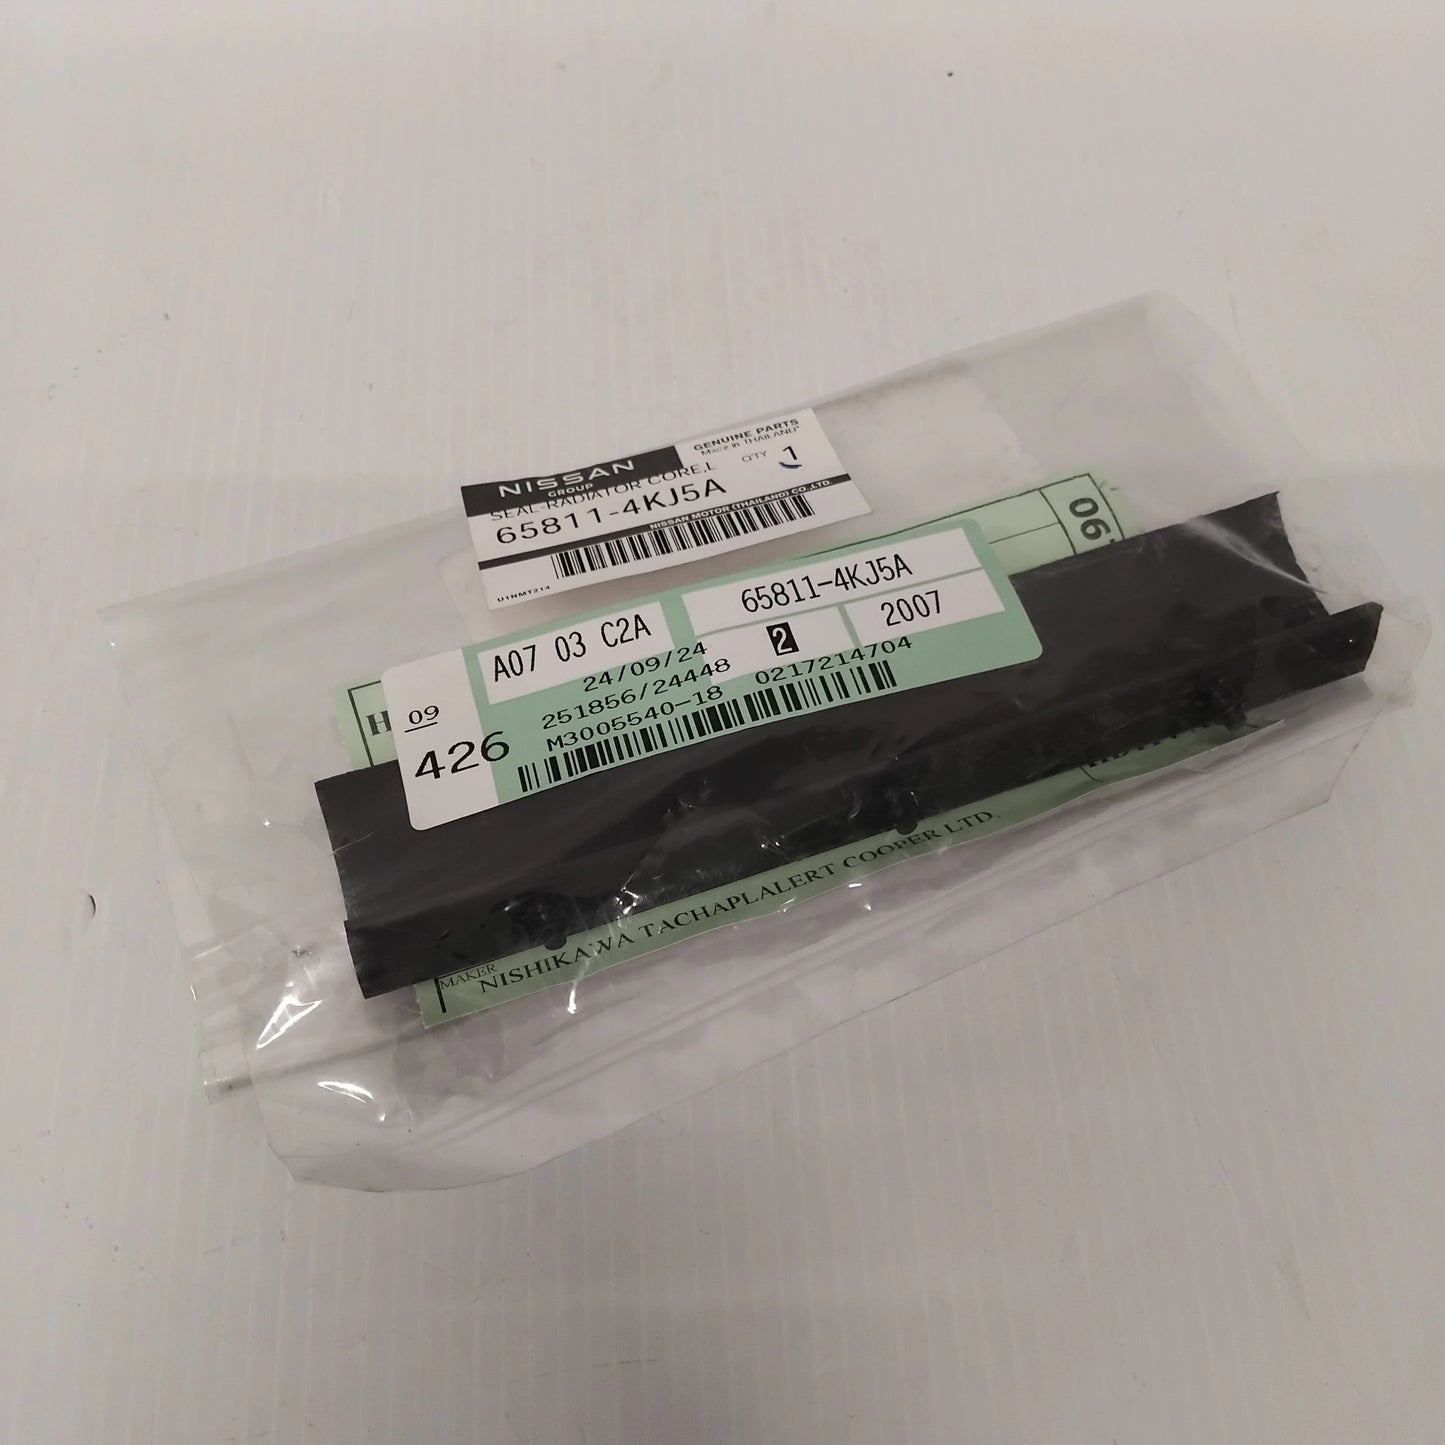 NISSAN
GROUP
GENUINE PARTS
Made in THAILAND
SEAL-RADIATOR CORE,L
QTY 1
65811-4KJ5A
NISSAN MOTOR (THAILAND) CO.,LTD.
U1NMT214
A07 03 C2A
65811-4KJ5A
24/09/24
2
2007
09
426
251856/24448
M3005540-18 0217214704
H
MAKER
NISHIKAWA TACHAPLALERT COOPER LTD.